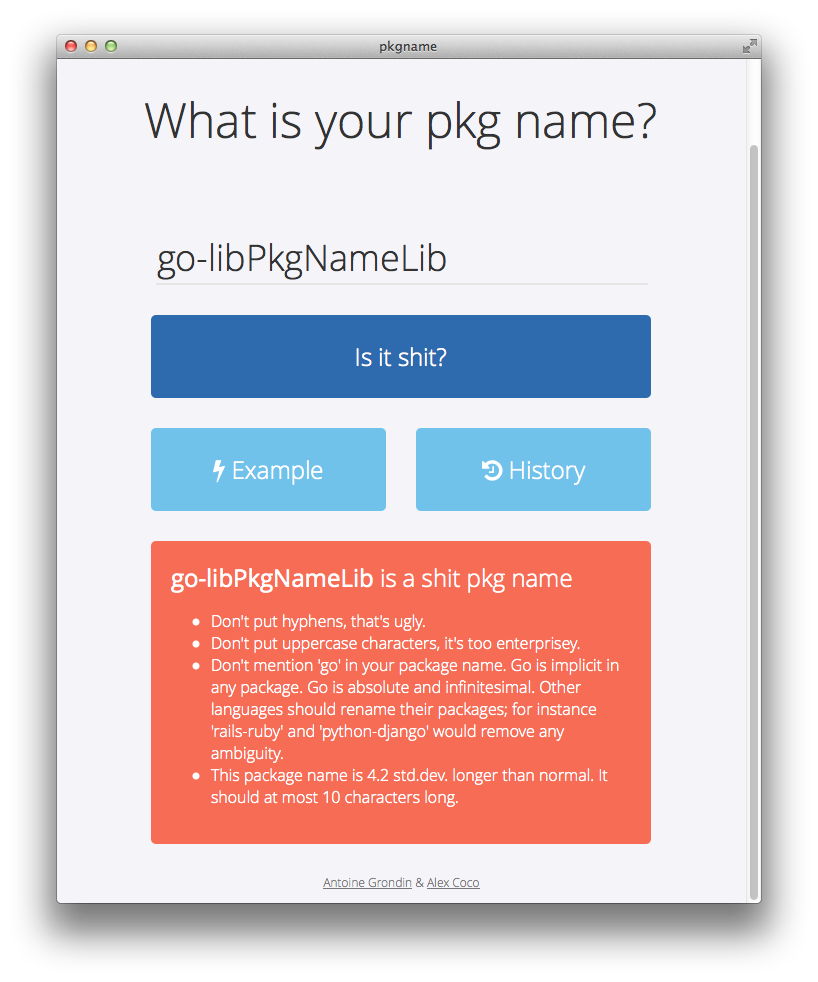 pkgname
What is your pkg name?
go-libPkgNameLib
Is it shit?
Example
History
go-libPkgNameLib is a shit pkg name
Don't put hyphens, that's ugly.
Don't put uppercase characters, it's too enterprisey.
Don't mention 'go' in your package name. Go is implicit in
any package. Go is absolute and infinitesimal. Other
languages should rename their packages; for instance
'rails-ruby' and 'python-django' would remove any
ambiguity.
This package name is 4.2 std.dev. longer than normal. It
should at most 10 characters long.
Antoine Grondin & Alex Coco